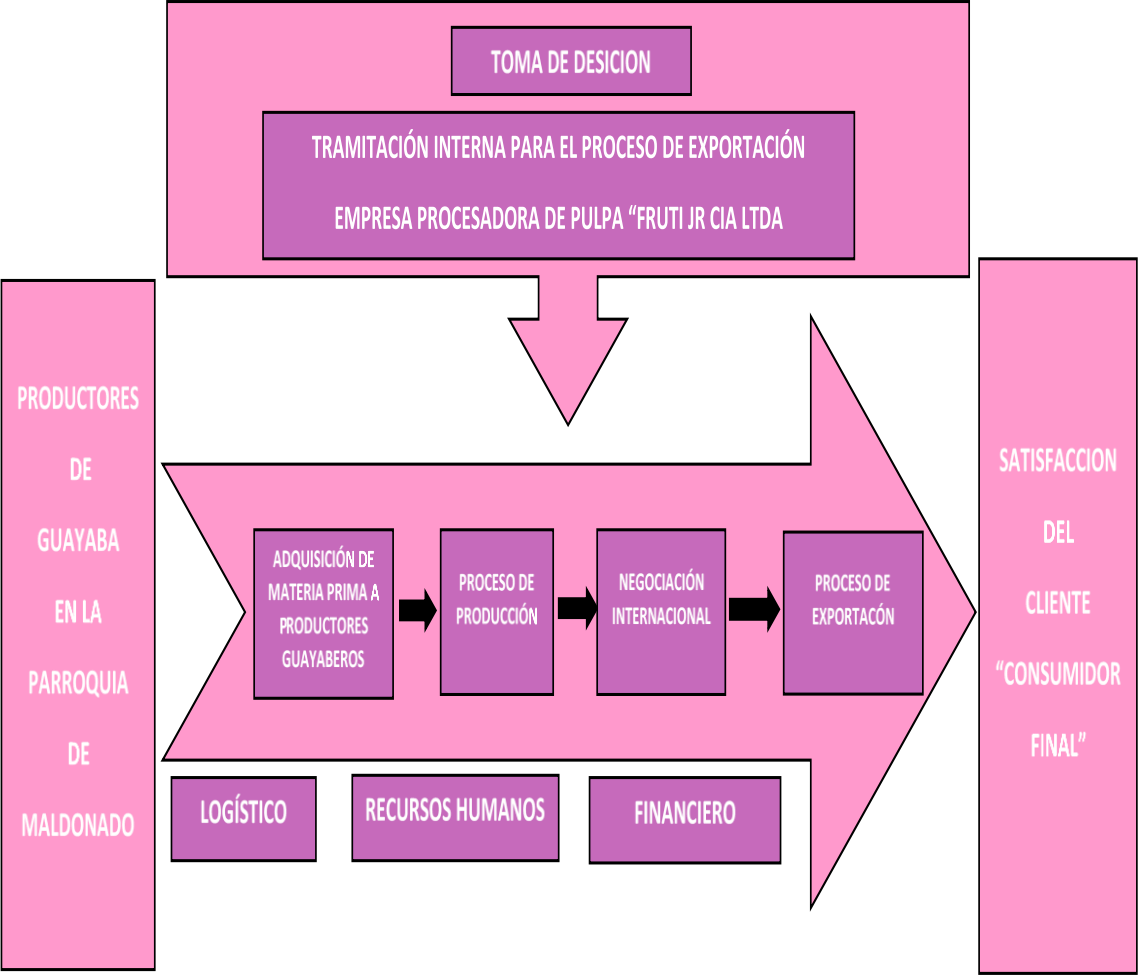 TOMA DE DESICION
TRAMITACIÓN INTERNA PARA EL PROCESO DE EXPORTACIÓN
EMPRESA PROCESADORA DE PULPA “FRUTI JR CIA LTDA
PRODUCTORES
DE
GUAYABA
EN LA
PARROQUIA
DE
MALDONADO
ADQUISICIÓN DE
MATERIA PRIMA A
PRODUCTORES
GUAYABEROS
PROCESO DE
PRODUCCIÓN
NEGOCIACIÓN
INTERNACIONAL
PROCESO DE
EXPORTACÓN
LOGÍSTICO
RECURSOS HUMANOS
FINANCIERO
SATISFACCION
DEL
CLIENTE
“CONSUMIDOR
FINAL”